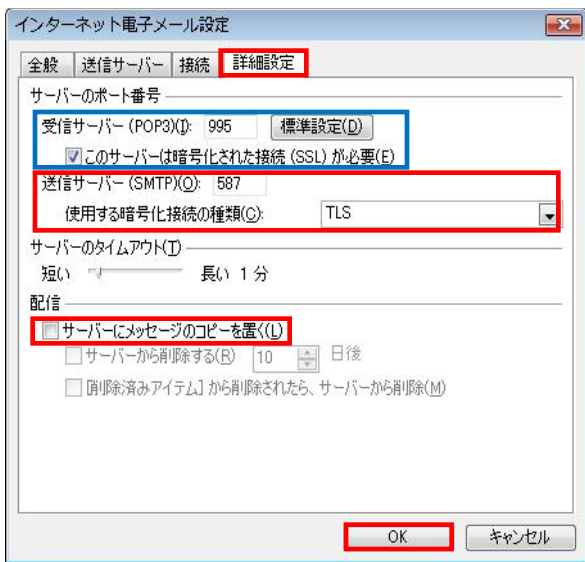 インターネット電子メール設定
全般 送信サーバー 接続 詳細設定
サーバーのポート番号
受信サーバー (POP3)(I): 995 標準設定(D)
このサーバーは暗号化された接続 (SSL) が必要(E)
送信サーバー (SMTP)(O): 587
使用する暗号化接続の種類(C): TLS
サーバーのタイムアウト(T)
短い 長い 1 分
配信
サーバーにメッセージのコピーを置く(L)
サーバーから削除する(R) 10 日後
[削除済みアイテム] から削除されたら、サーバーから削除(M)
OK キャンセル